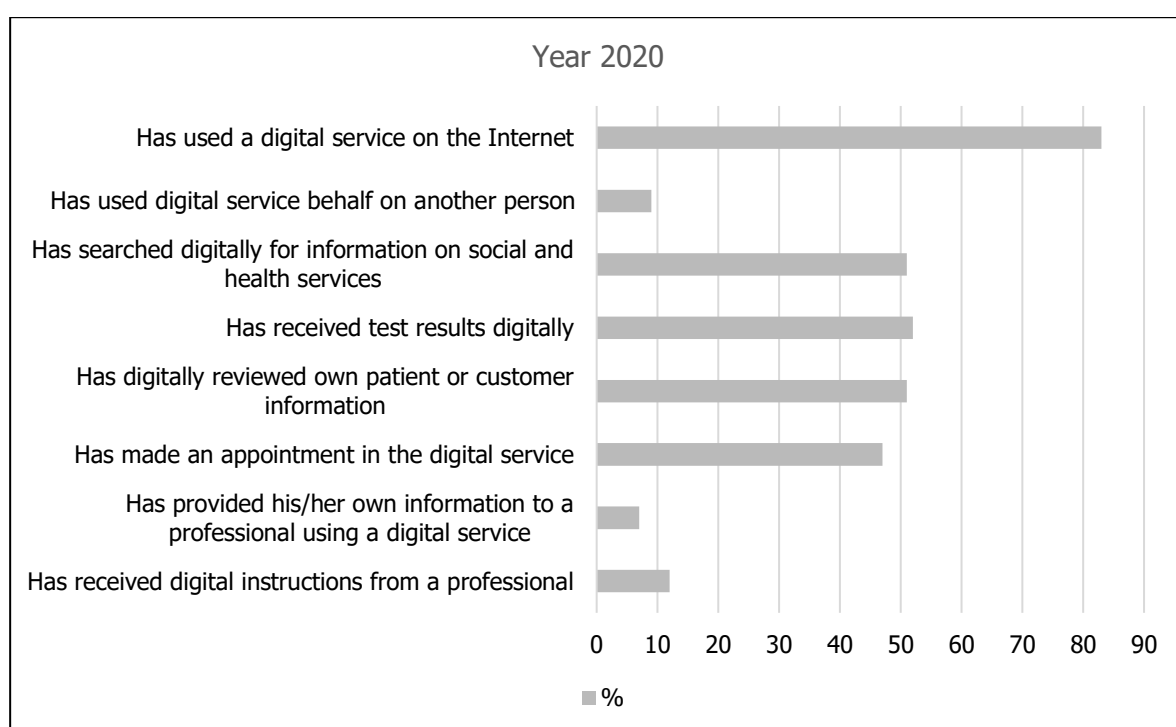 Year 2020
Has used a digital service on the Internet
Has used digital service behalf on another person
Has searched digitally for information on social and
health services
Has received test results digitally
Has digitally reviewed own patient or customer
information
Has made an appointment in the digital service
Has provided his/her own information to a
professional using a digital service
Has received digital instructions from a professional
0 10 20 30 40 50 60 70 80 90
%